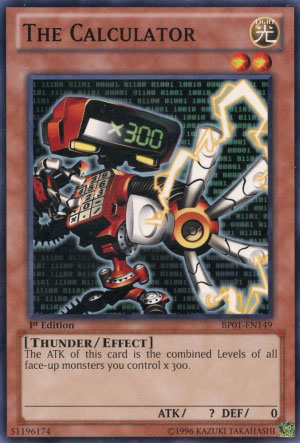 THE CALCULATOR
LIGHT
光
×300
1st Edition
BP01-EN149
[THUNDER/EFFECT]
The ATK of this card is the combined Levels of all
face-up monsters you control x 300.
ATK/ ? DEF/ 0
51196174
©1996 KAZUKI TAKAHASHI